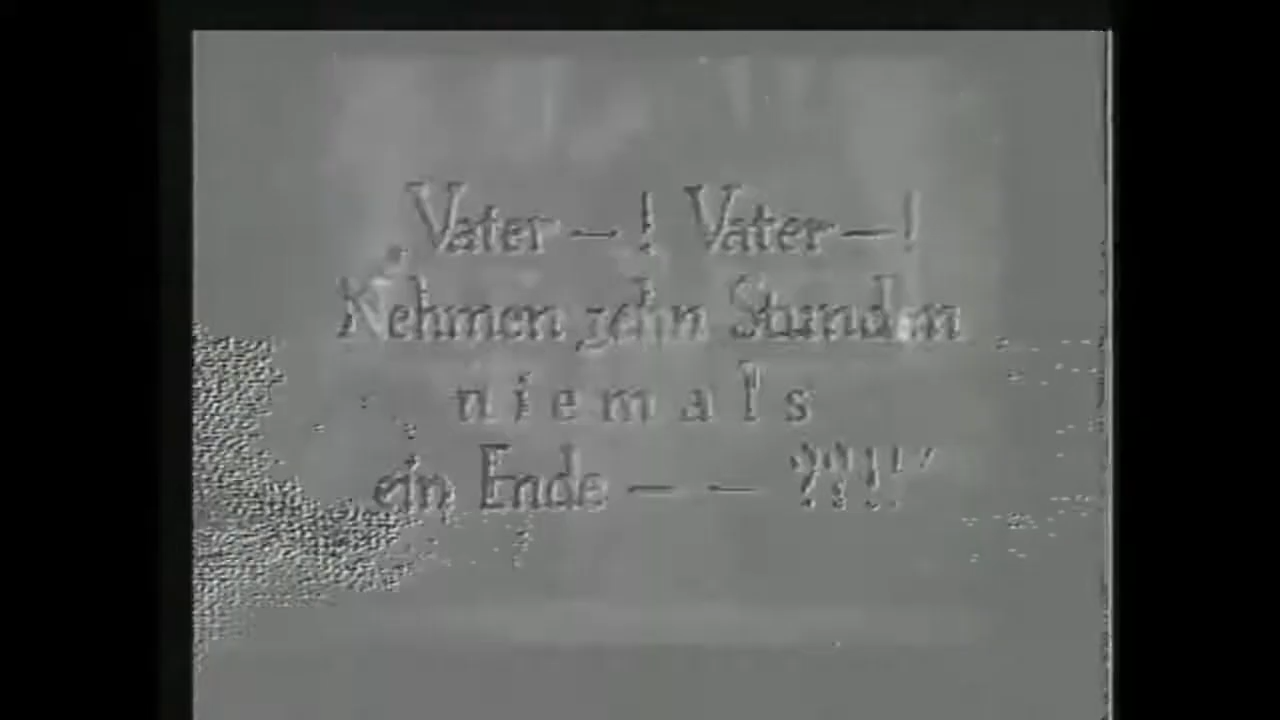 „Vater — ! Vater — !
Nehmen zehn Stunden
niemals
ein Ende — — ??!!“